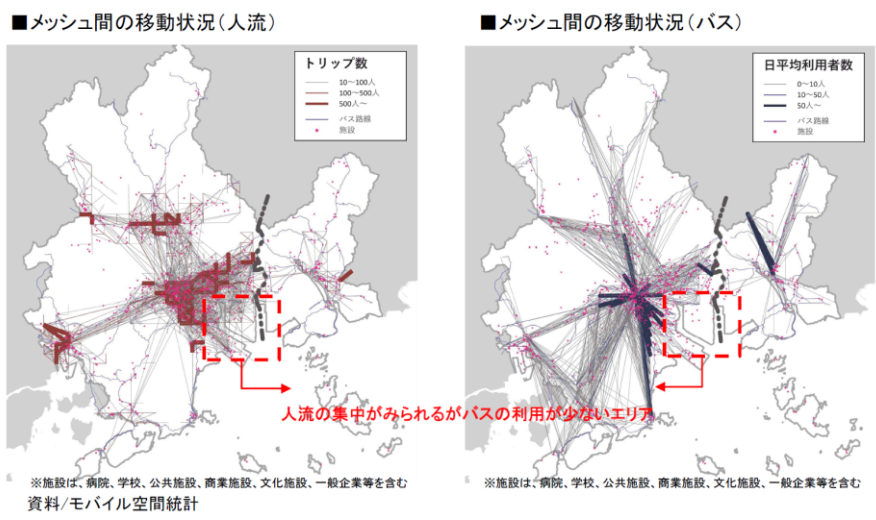 ■メッシュ間の移動状況(人流)
トリップ数
10~100人
100~500人
500人~
バス路線
施設
※施設は、病院、学校、公共施設、商業施設、文化施設、一般企業等を含む
資料/モバイル空間統計
■メッシュ間の移動状況(バス)
日平均利用者数
0~10人
10~50人
50人~
バス路線
施設
人流の集中がみられるがバスの利用が少ないエリア
※施設は、病院、学校、公共施設、商業施設、文化施設、一般企業等を含む